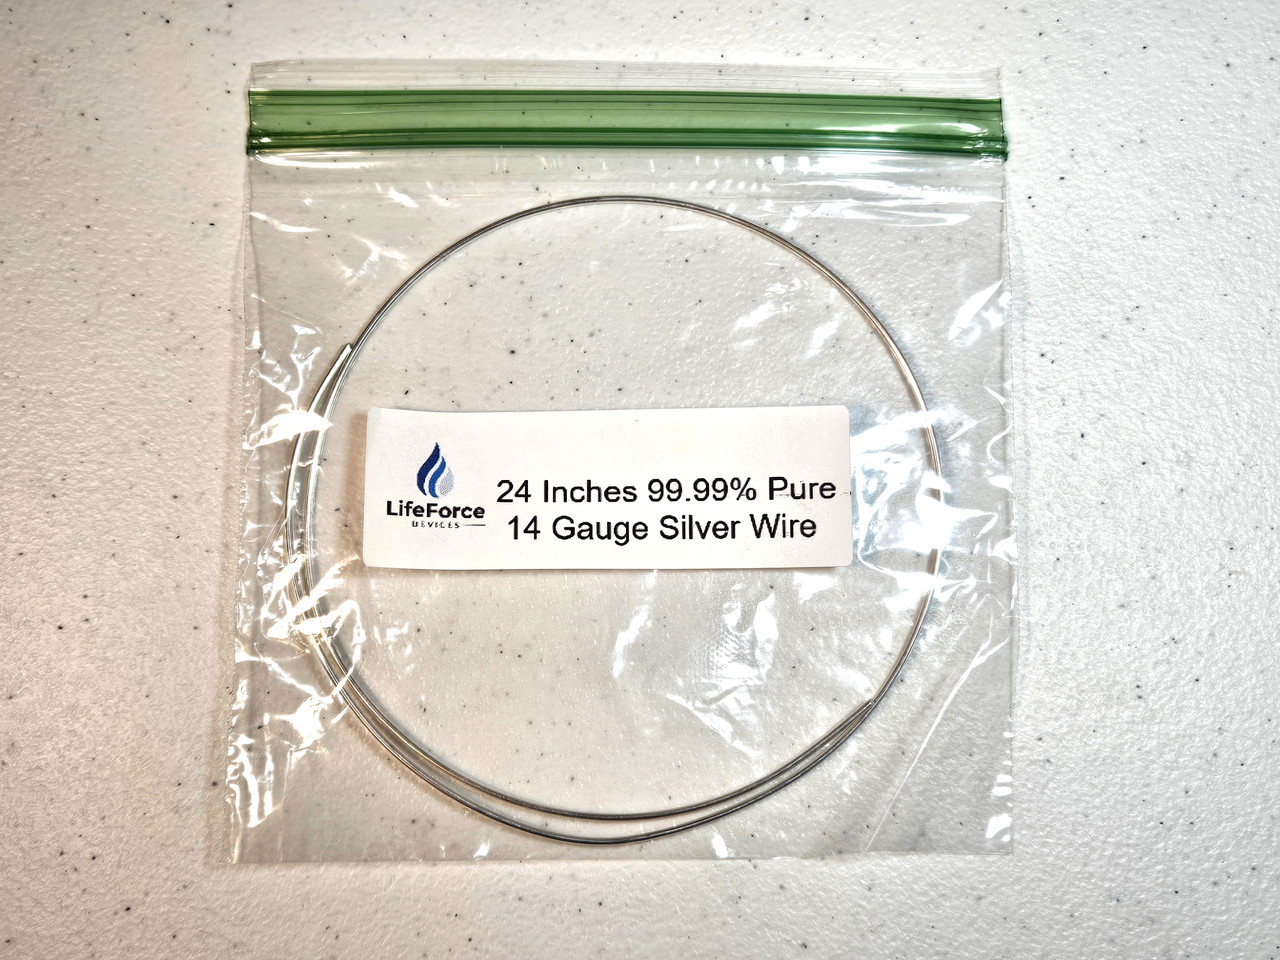 LifeForce
DEVICES
24 Inches 99.99% Pure
14 Gauge Silver Wire